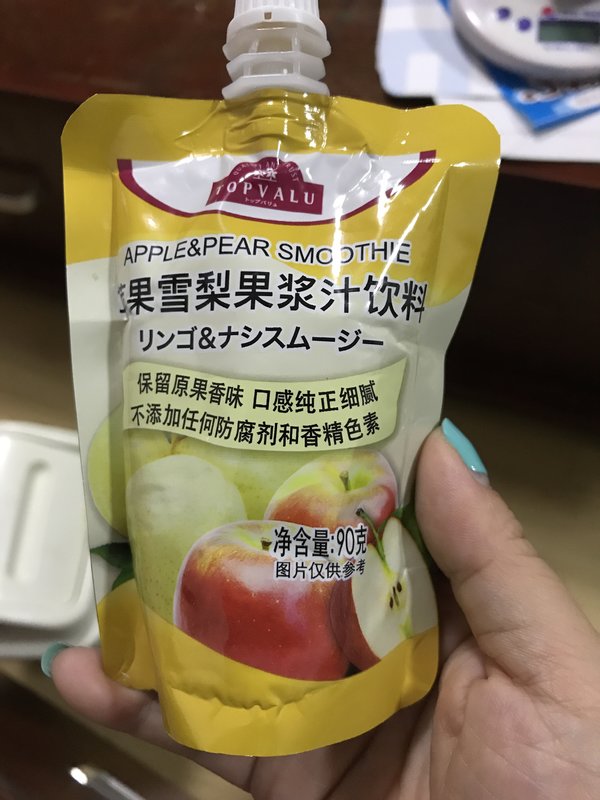 TOPVALU
トップバリュ
APPLE&PEAR SMOOTHIE
苹果雪梨果浆汁饮料
リンゴ&ナシスムージー
保留原果香味 口感纯正细腻
不添加任何防腐剂和香精色素
净含量:90克
图片仅供参考